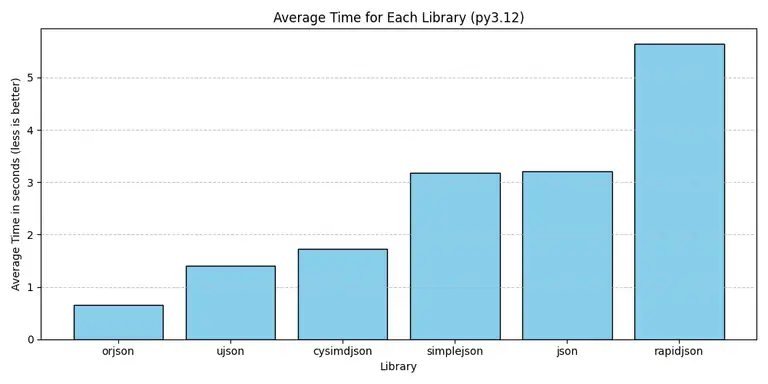 Average Time for Each Library (py3.12)
Average Time in seconds (less is better)
5
4
3
2
1
0
orjson ujson cysimdjson simplejson json rapidjson
Library